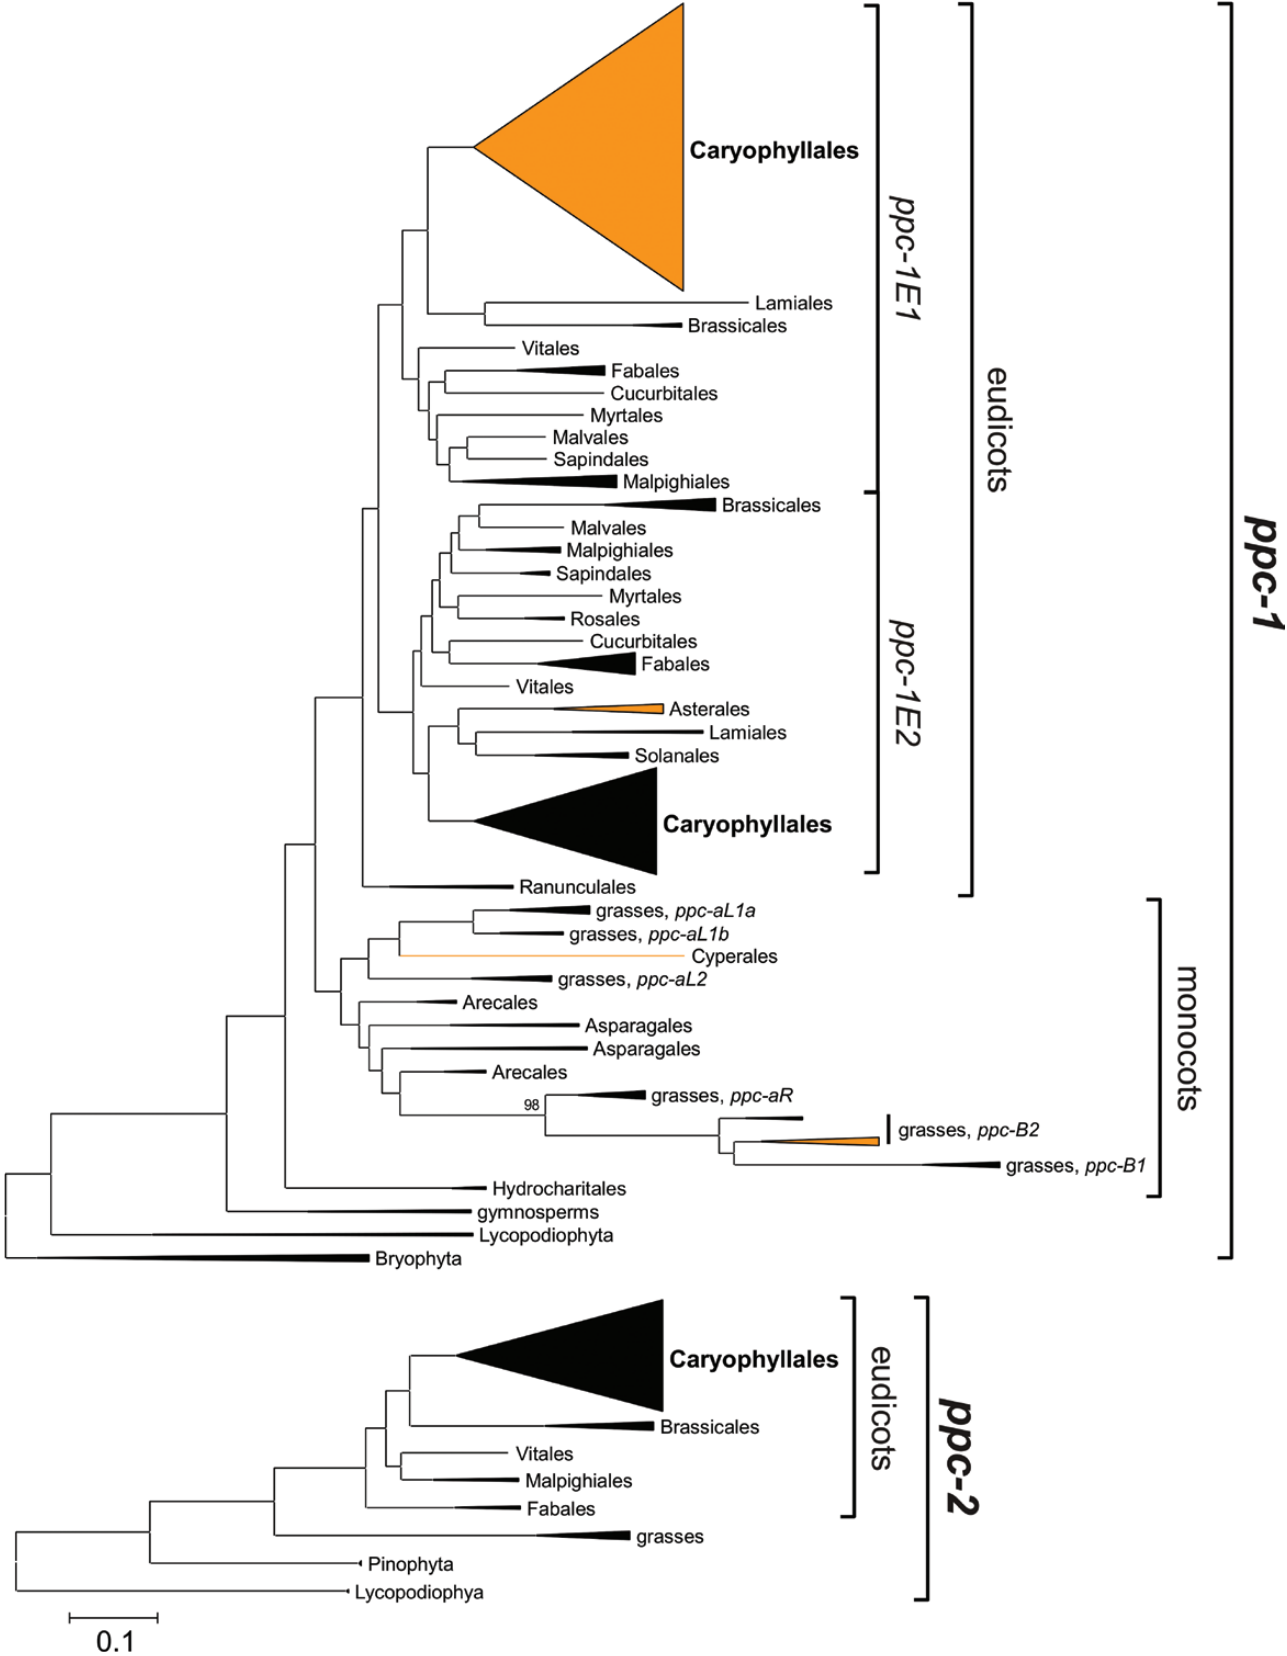 Caryophyllales
ppc-1E1
Lamiales
Brassicales
Vitales
Fabales
Cucurbitales
Myrtales
Malvales
Sapindales
Malpighiales
eudicots
Brassicales
Malvales
Malpighiales
Sapindales
Myrtales
Rosales
Cucurbitales
Fabales
Vitales
ppc-1E2
Asterales
Lamiales
Solanales
Caryophyllales
Ranunculales
ppc-1
grasses, ppc-aL1a
grasses, ppc-aL1b
Cyperales
grasses, ppc-aL2
Arecales
Asparagales
Asparagales
Arecales
monocots
98
grasses, ppc-aR
grasses, ppc-B2
grasses, ppc-B1
Hydrocharitales
gymnosperms
Lycopodiophyta
Bryophyta
Caryophyllales
eudicots
Brassicales
Vitales
Malpighiales
Fabales
ppc-2
grasses
Pinophyta
Lycopodiophya
0.1